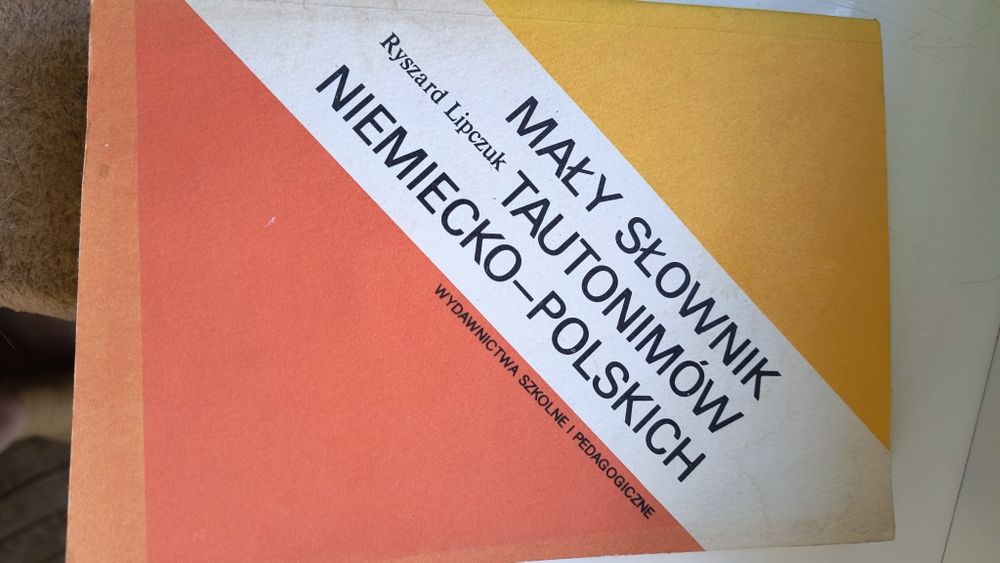 Ryszard Lipczuk
MAŁY SŁOWNIK
TAUTONIMÓW
NIEMIECKO–POLSKICH
WYDAWNICTWA SZKOLNE I PEDAGOGICZNE